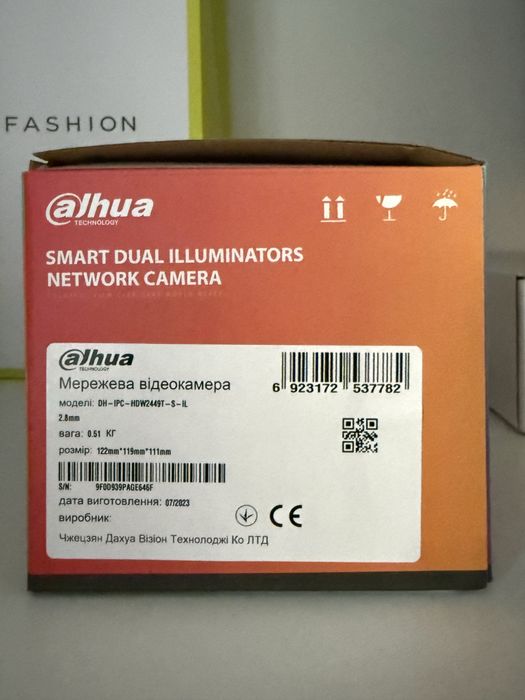 FASHION
alhua
TECHNOLOGY
SMART DUAL ILLUMINATORS
NETWORK CAMERA
alhua
TECHNOLOGY
Мережева відеокамера
моделі: DH-IPC-HDW2449T-S-IL
2.8mm
вага: 0.51 КГ
розмір: 122mm*119mm*111mm
S/N: 9F0D939PAGE646F
дата виготовлення: 07/2023
виробник:
Чжецзян Дахуа Візіон Технолоджі Ко ЛТД
6 923172 537782
CE